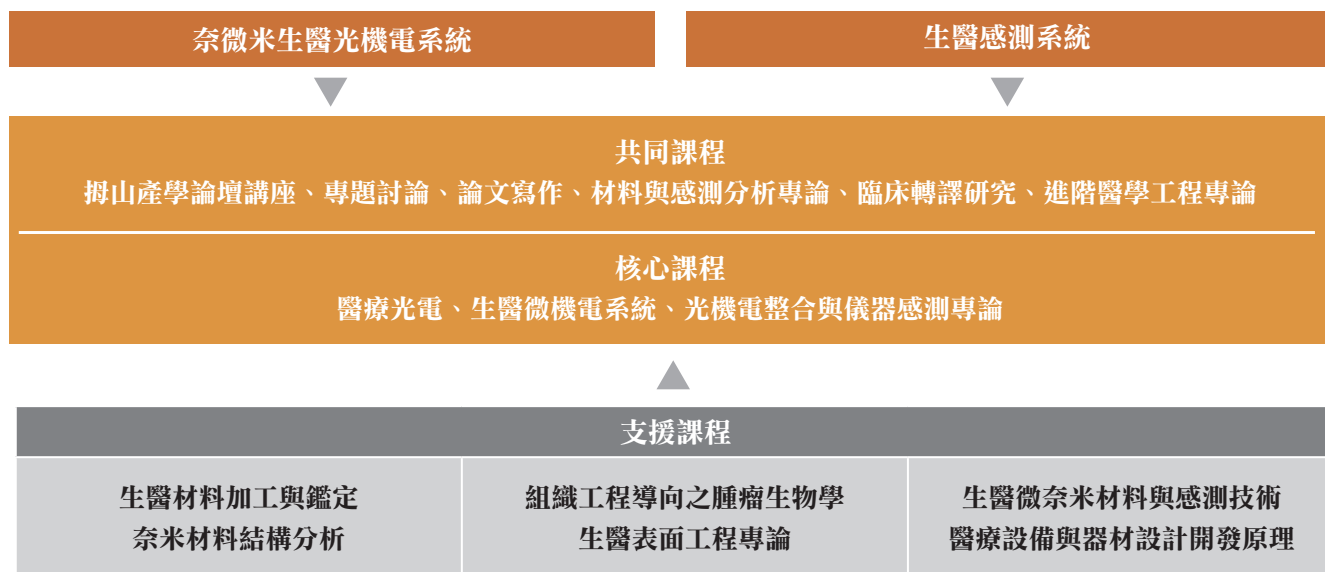 奈微米生醫光機電系統
生醫感測系統
共同課程
拇山產學論壇講座、專題討論、論文寫作、材料與感測分析專論、臨床轉譯研究、進階醫學工程專論
核心課程
醫療光電、生醫微機電系統、光機電整合與儀器感測專論
支援課程
生醫材料加工與鑑定
奈米材料結構分析
組織工程導向之腫瘤生物學
生醫表面工程專論
生醫微奈米材料與感測技術
醫療設備與器材設計開發原理